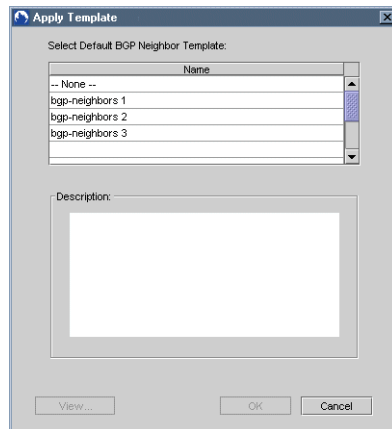 Apply Template
Select Default BGP Neighbor Template:
Name
-- None --
bgp-neighbors 1
bgp-neighbors 2
bgp-neighbors 3
Description:
View...
OK
Cancel